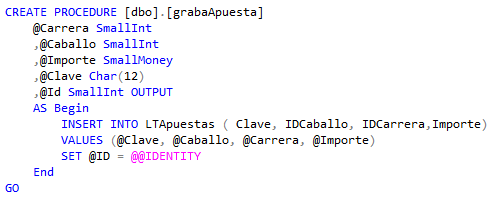 CREATE PROCEDURE [dbo].[grabaApuesta]
@Carrera SmallInt
,@Caballo SmallInt
,@Importe SmallMoney
,@Clave Char(12)
,@Id SmallInt OUTPUT
AS Begin
INSERT INTO LTApuestas ( Clave, IDCaballo, IDCarrera,Importe)
VALUES (@Clave, @Caballo, @Carrera, @Importe)
SET @ID = @@IDENTITY
End
GO